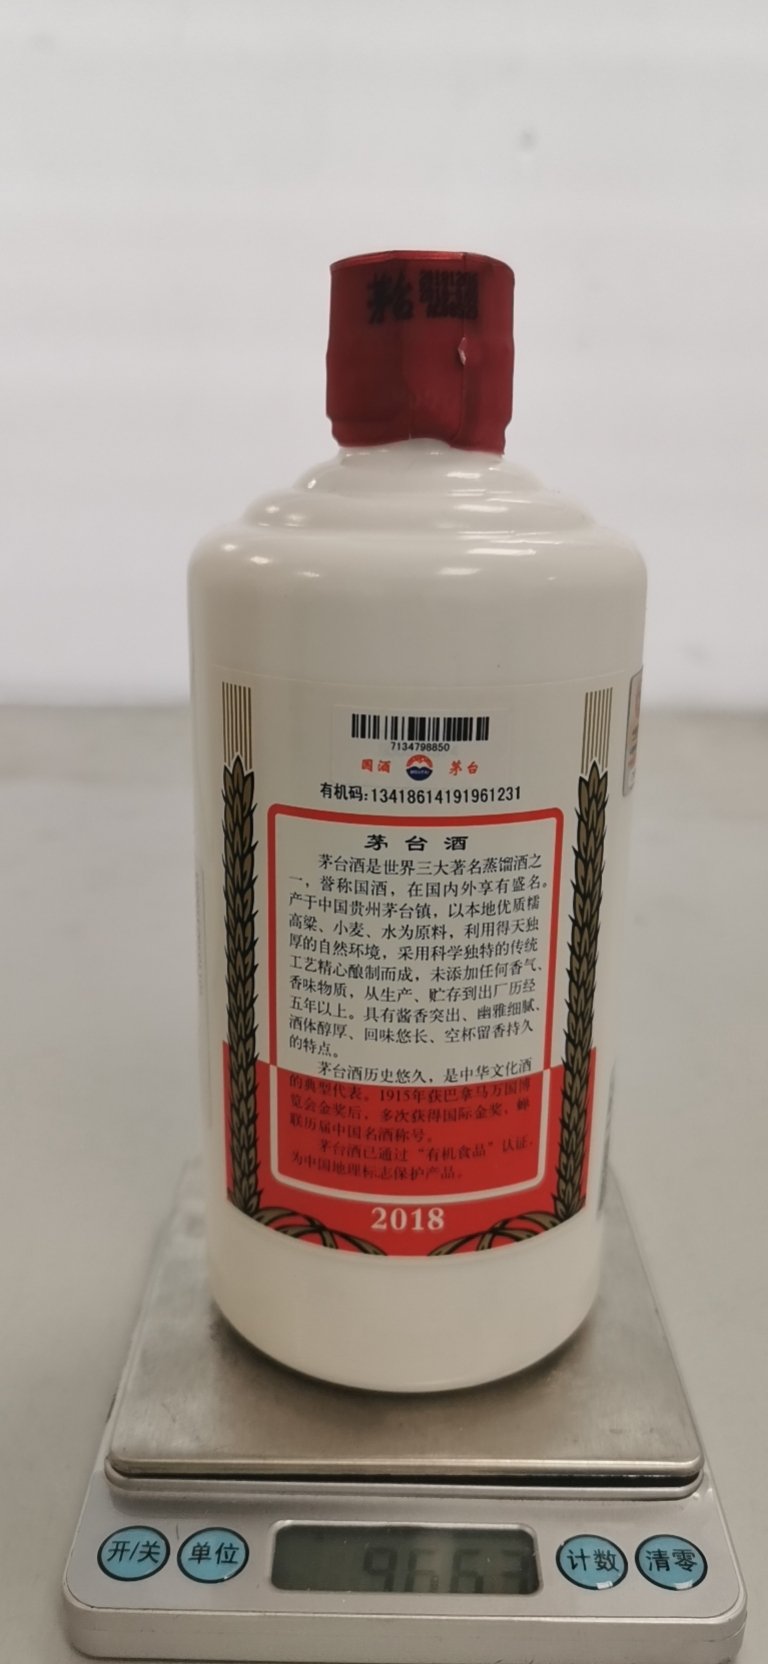 茅台
7134798850
国酒 茅台
有机码:13418614191961231
茅台酒
茅台酒是世界三大著名蒸馏酒之
一，誉称国酒，在国内外享有盛名。
产于中国贵州茅台镇，以本地优质糯
高粱、小麦、水为原料，利用得天独
厚的自然环境，采用科学独特的传统
工艺精心酿制而成，未添加任何香气、
香味物质，从生产、贮存到出厂历经
五年以上。具有酱香突出、幽雅细腻、
酒体醇厚、回味悠长、空杯留香持久
的特点。
茅台酒历史悠久，是中华文化酒
的典型代表。1915年获巴拿马万国博
览会金奖后，多次获得国际金奖，蝉
联历届中国名酒称号。
茅台酒已通过“有机食品”认证，
为中国地理标志保护产品。
2018
开/关 单位 966.3 计数 清零